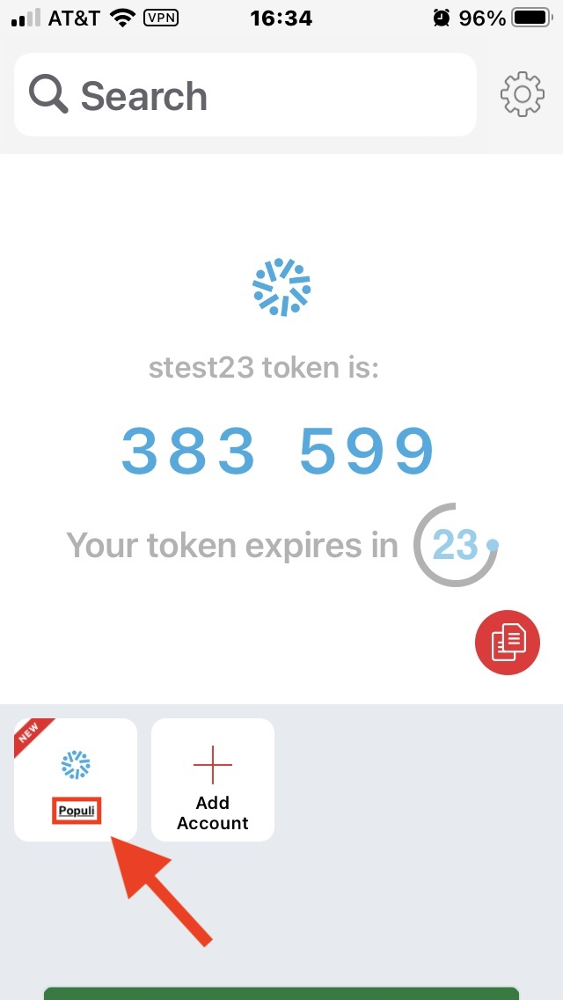 AT&T VPN 16:34 96%
Search
stest23 token is:
383 599
Your token expires in 23
NEW
Populi
Add
Account